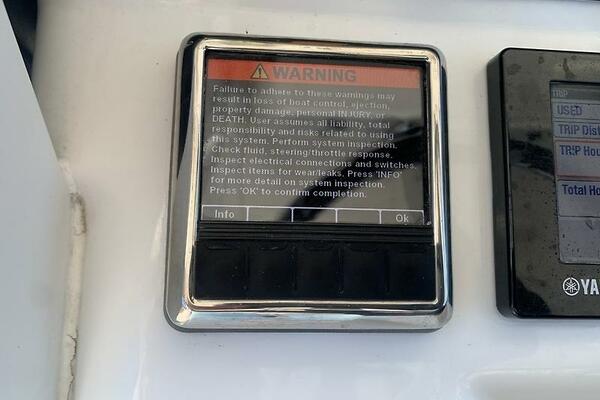 WARNING
Failure to adhere to these warnings may
result in loss of boat control, ejection,
property damage, personal INJURY, or
DEATH. User assumes all liability, total
responsibility and risks related to using
this system. Perform system inspection.
Check fluid, steering/throttle response.
Inspect electrical connections and switches.
Inspect items for wear/leaks. Press 'INFO'
for more detail on system inspection.
Press 'OK' to confirm completion.
Info Ok
TRIP
USED
TRIP Dist
TRIP Hou
Total Ho
YA